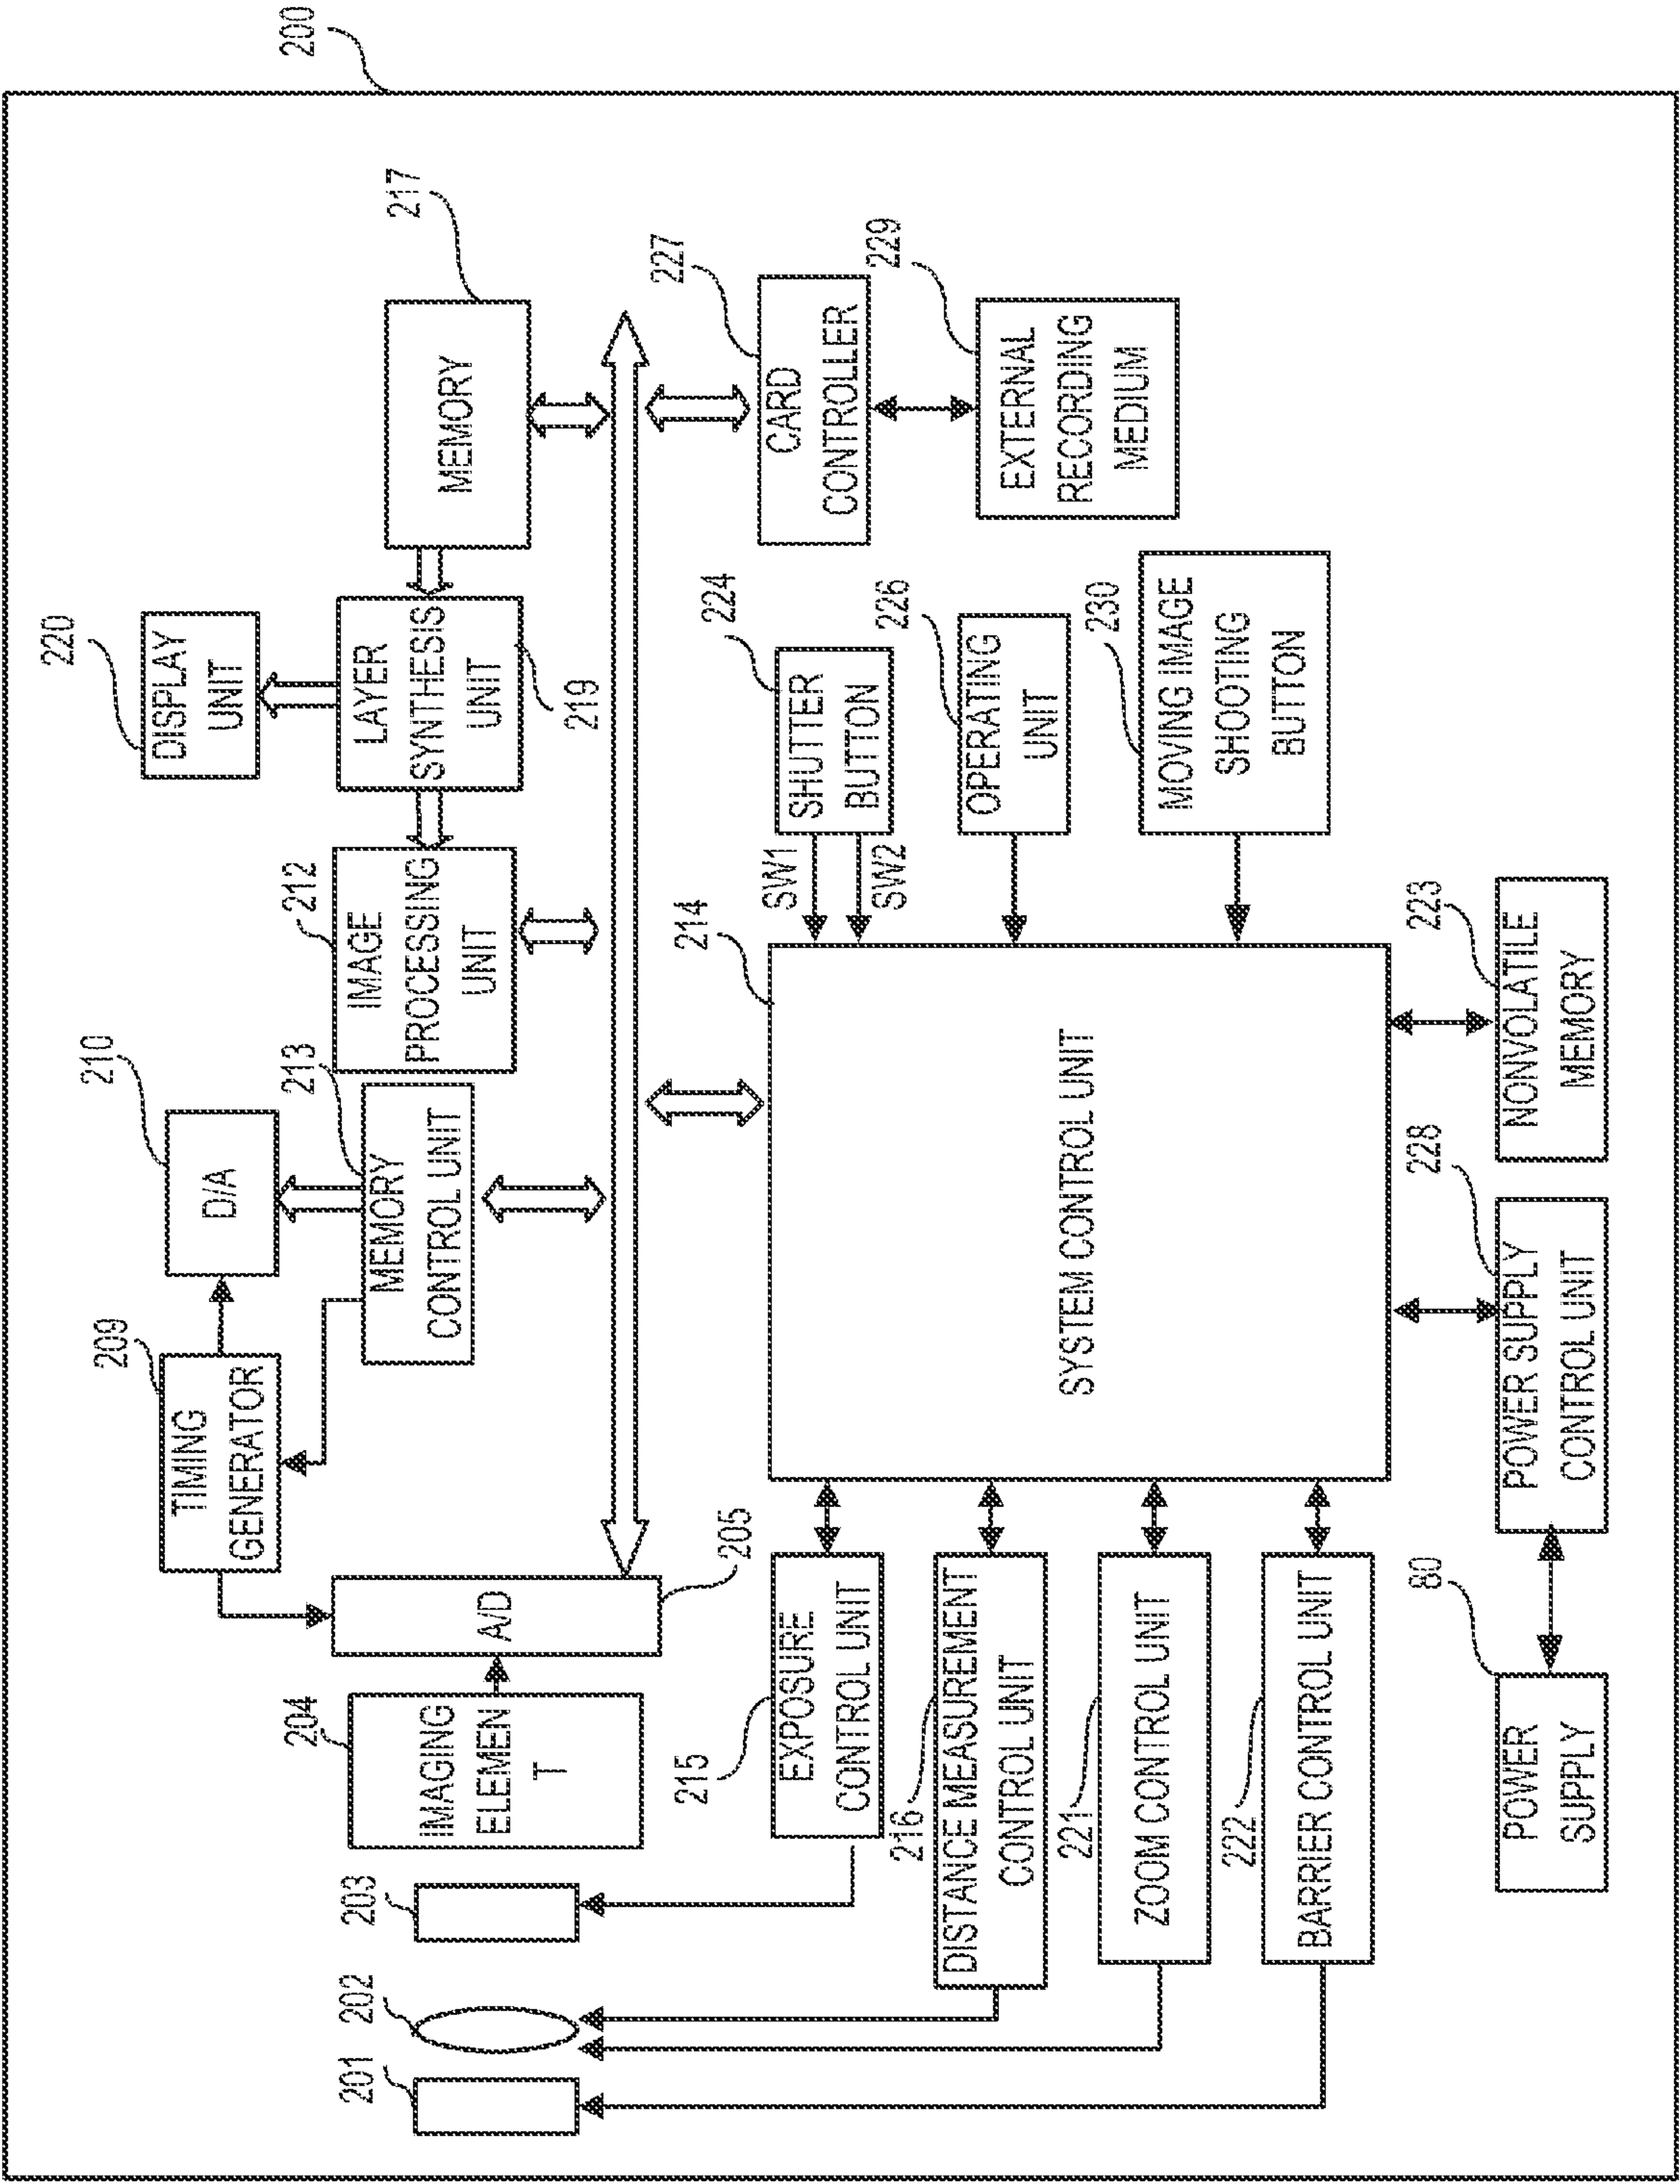 200
201
202
203
204
IMAGING
ELEMEN
T
A/D
205
209
TIMING
GENERATOR
210
D/A
213
MEMORY
CONTROL UNIT
212
IMAGE
PROCESSING
UNIT
220
DISPLAY
UNIT
LAYER
SYNTHESIS
UNIT
219
217
MEMORY
227
CARD
CONTROLLER
229
EXTERNAL
RECORDING
MEDIUM
214
SYSTEM CONTROL UNIT
SW1
SW2
224
SHUTTER
BUTTON
226
OPERATING
UNIT
230
MOVING IMAGE
SHOOTING
BUTTON
215
EXPOSURE
CONTROL UNIT
216
DISTANCE MEASUREMENT
CONTROL UNIT
221
ZOOM CONTROL UNIT
222
BARRIER CONTROL UNIT
80
POWER
SUPPLY
228
POWER SUPPLY
CONTROL UNIT
223
NONVOLATILE
MEMORY